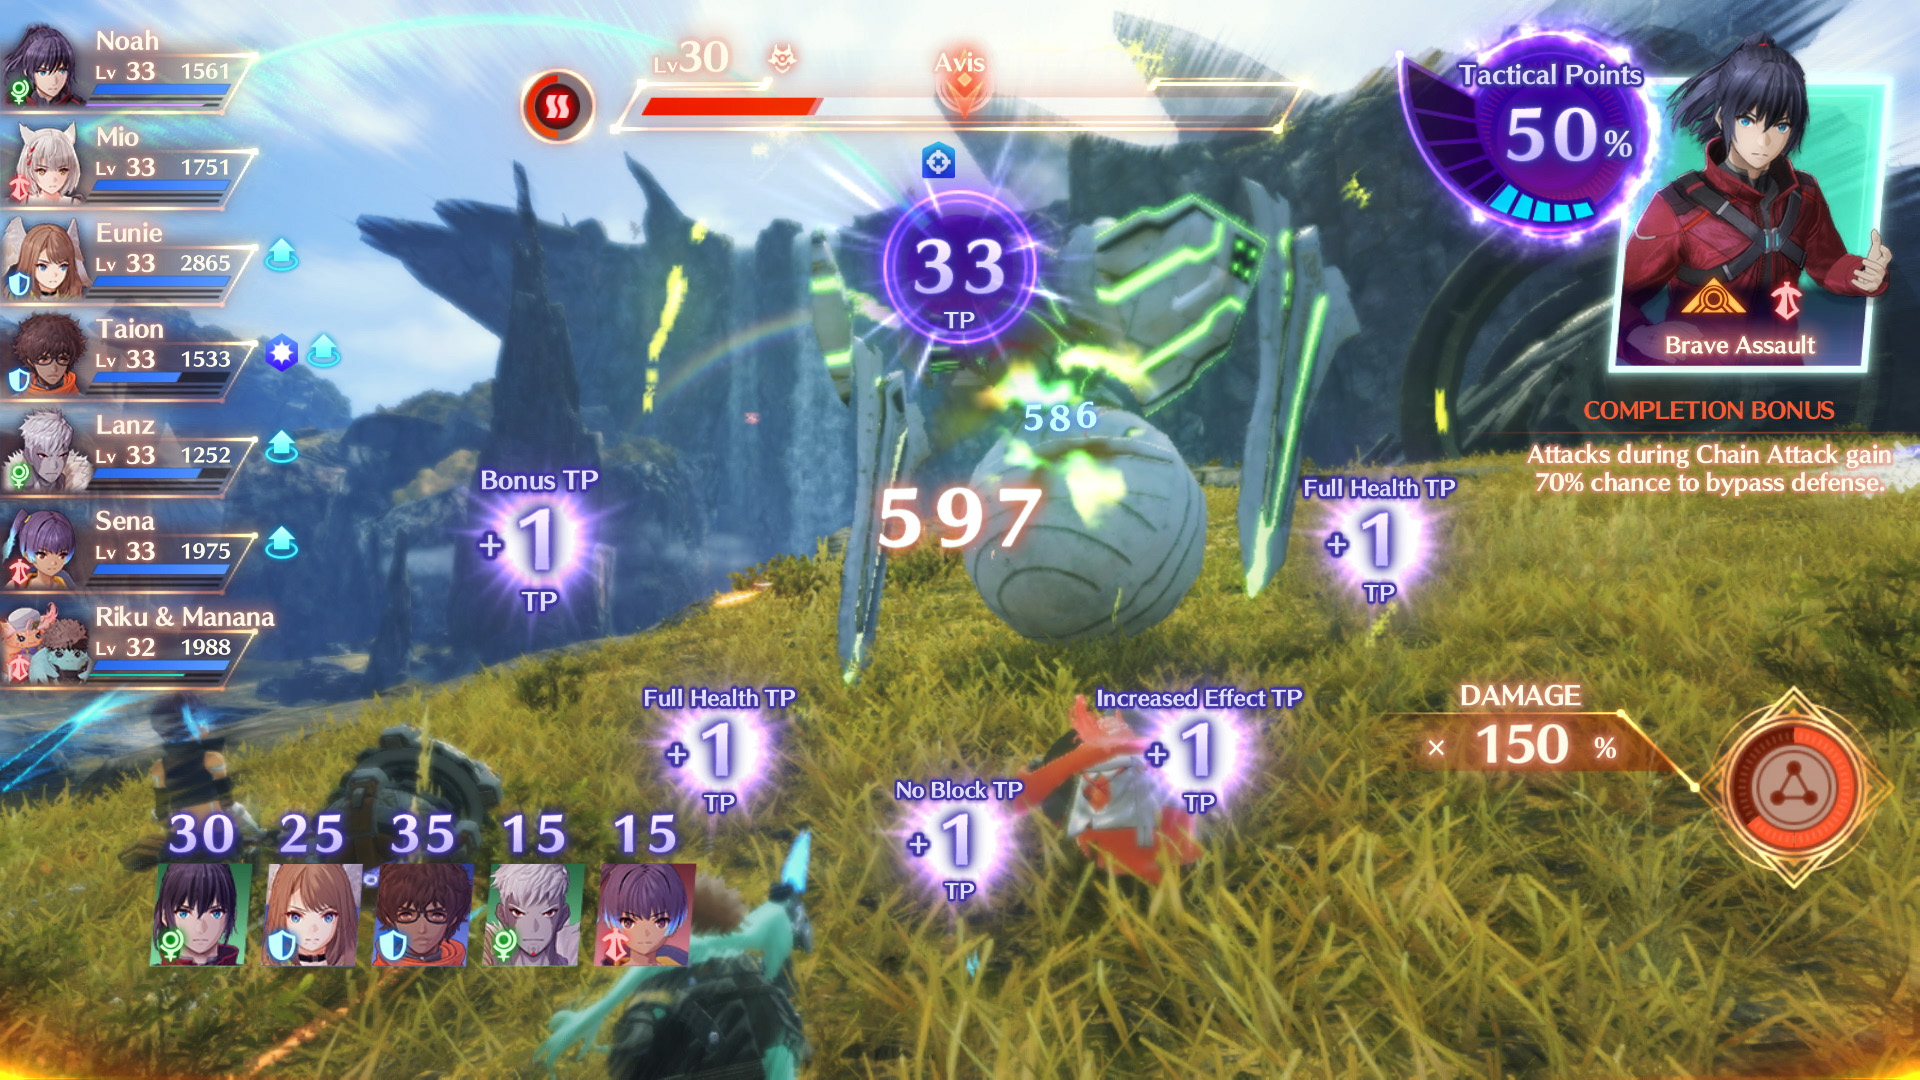 Noah
Lv 33 1561
Mio
Lv 33 1751
Eunie
Lv 33 2865
Taion
Lv 33 1533
Lanz
Lv 33 1252
Sena
Lv 33 1975
Riku & Manana
Lv 32 1988
Lv 30
Avis
33
TP
586
597
Bonus TP
+1
TP
Full Health TP
+1
TP
Full Health TP
+1
TP
Increased Effect TP
+1
TP
No Block TP
+1
TP
Tactical Points
50%
Brave Assault
COMPLETION BONUS
Attacks during Chain Attack gain
70% chance to bypass defense.
DAMAGE
× 150 %
30 25 35 15 15